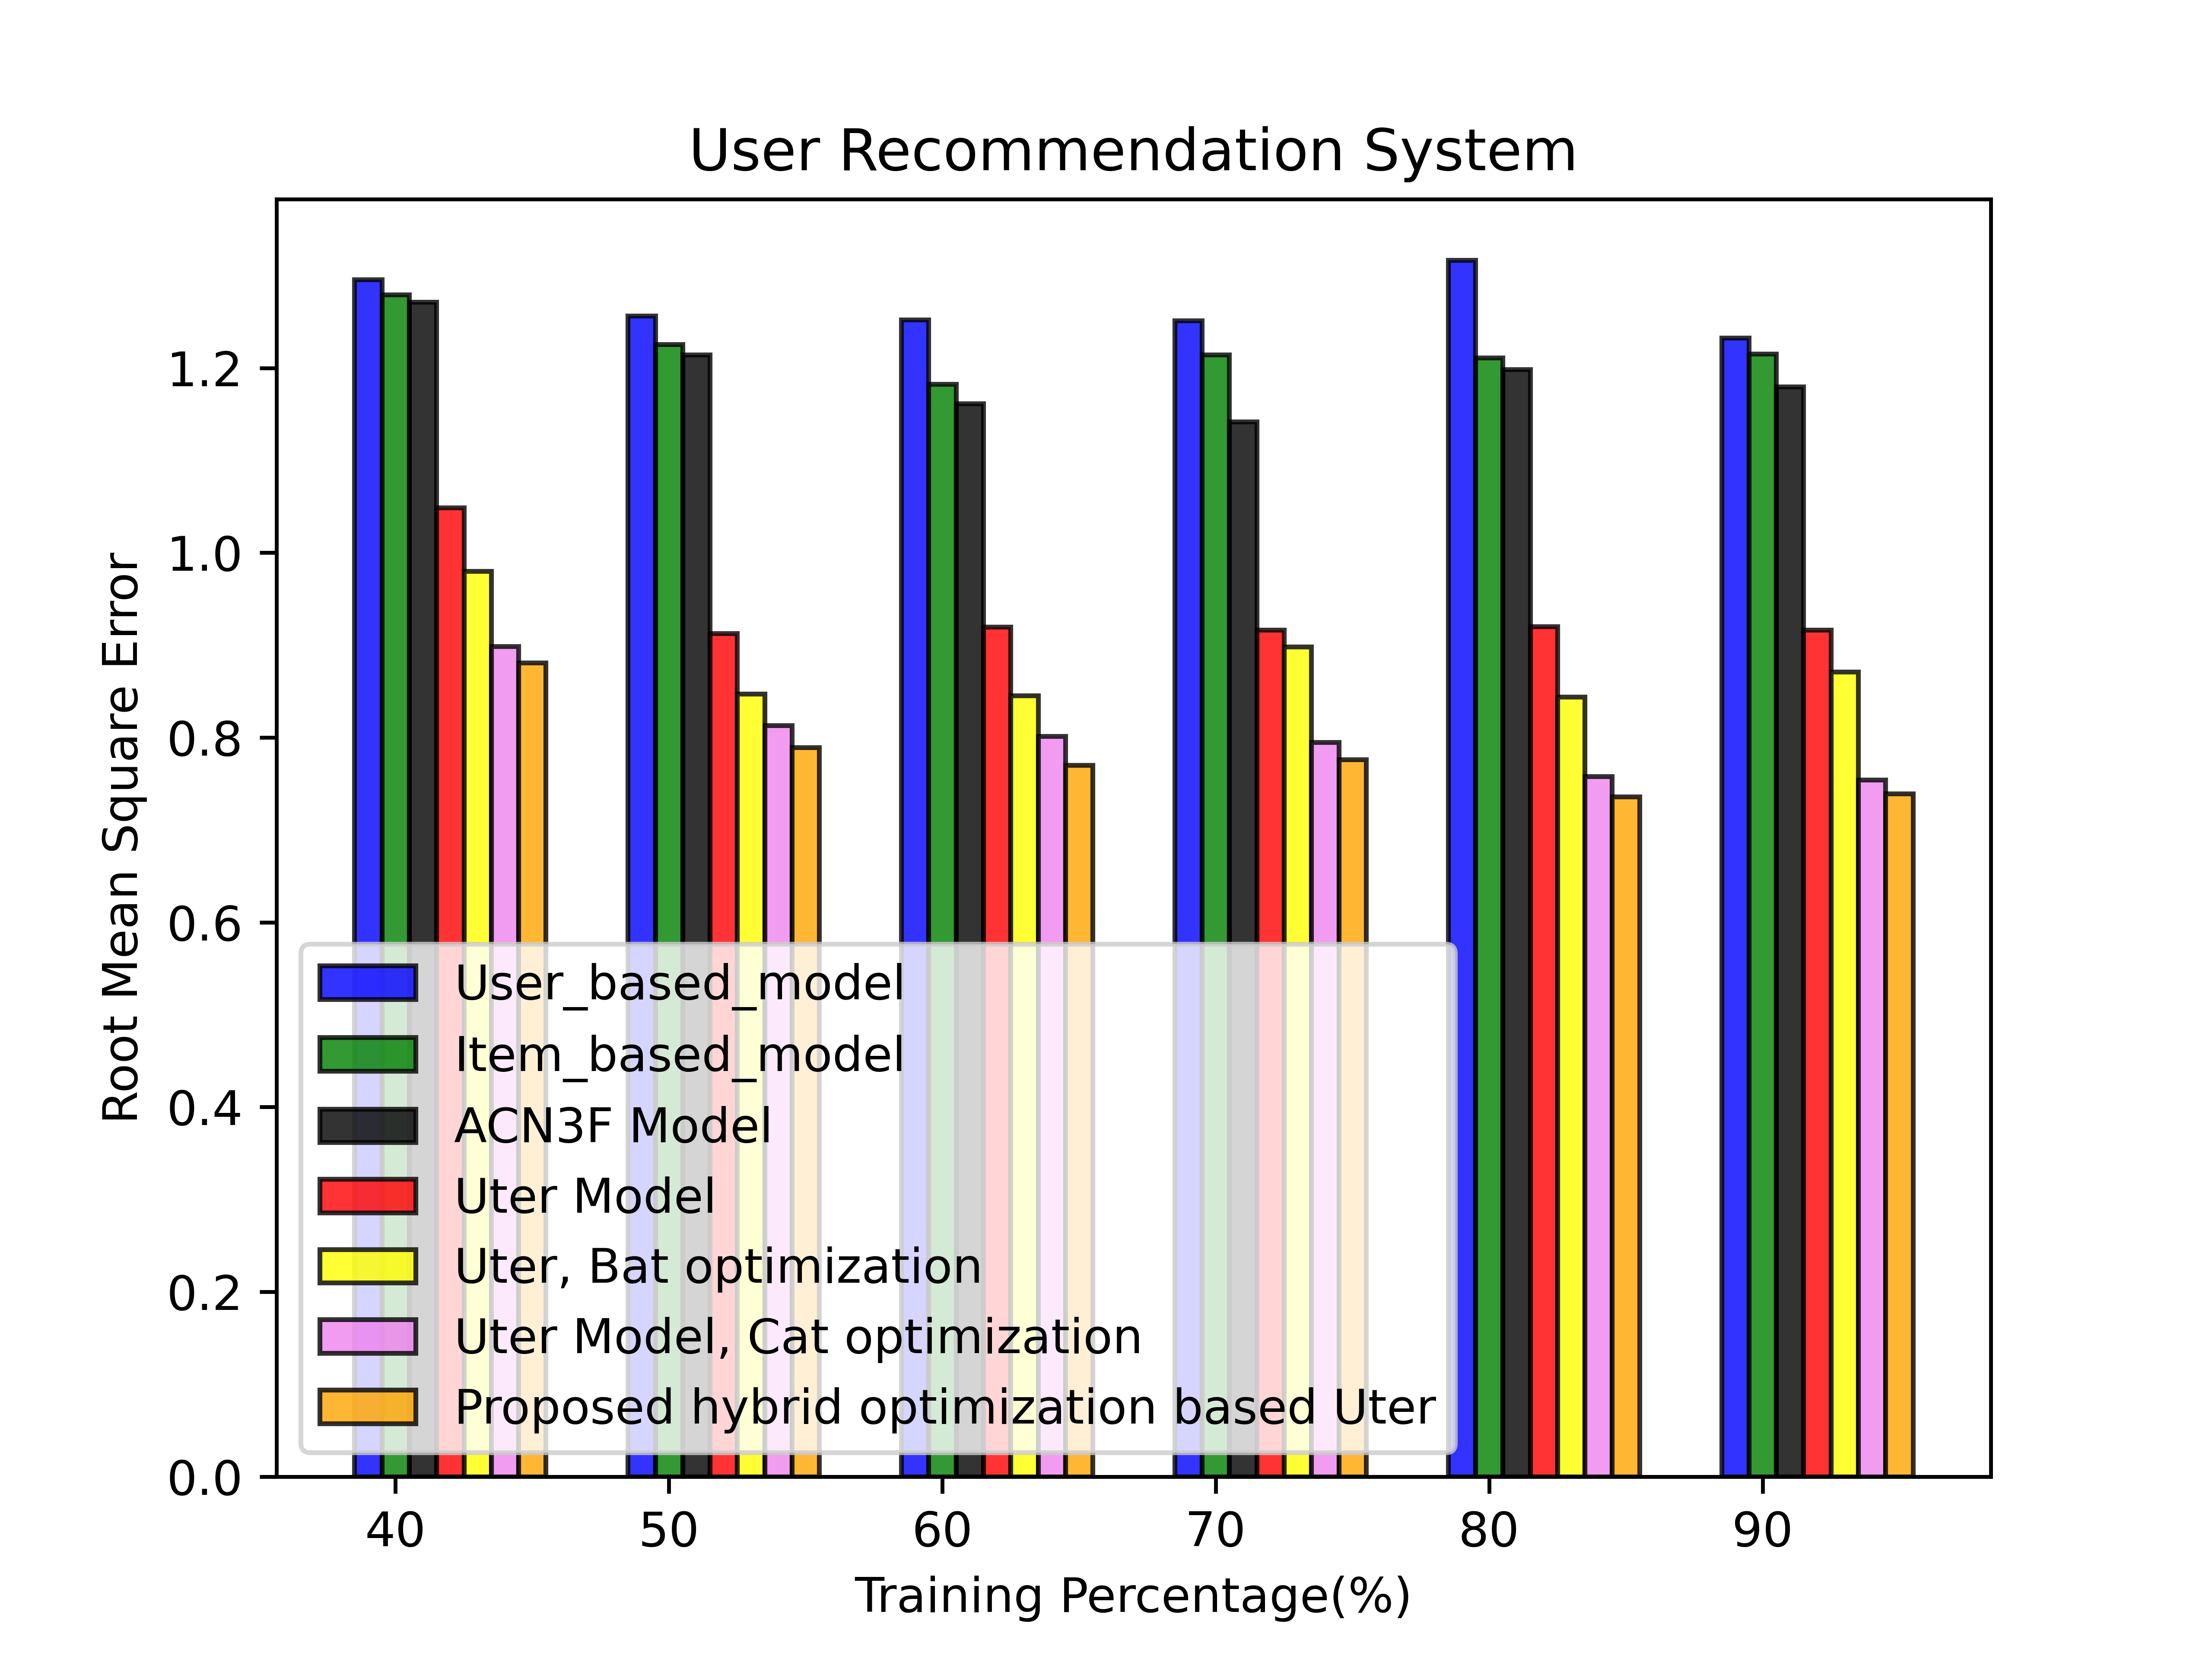 User Recommendation System
Root Mean Square Error
1.2
1.0
0.8
0.6
0.4
0.2
0.0
User_based_model
Item_based_model
ACN3F Model
Uter Model
Uter, Bat optimization
Uter Model, Cat optimization
Proposed hybrid optimization based Uter
40 50 60 70 80 90
Training Percentage(%)